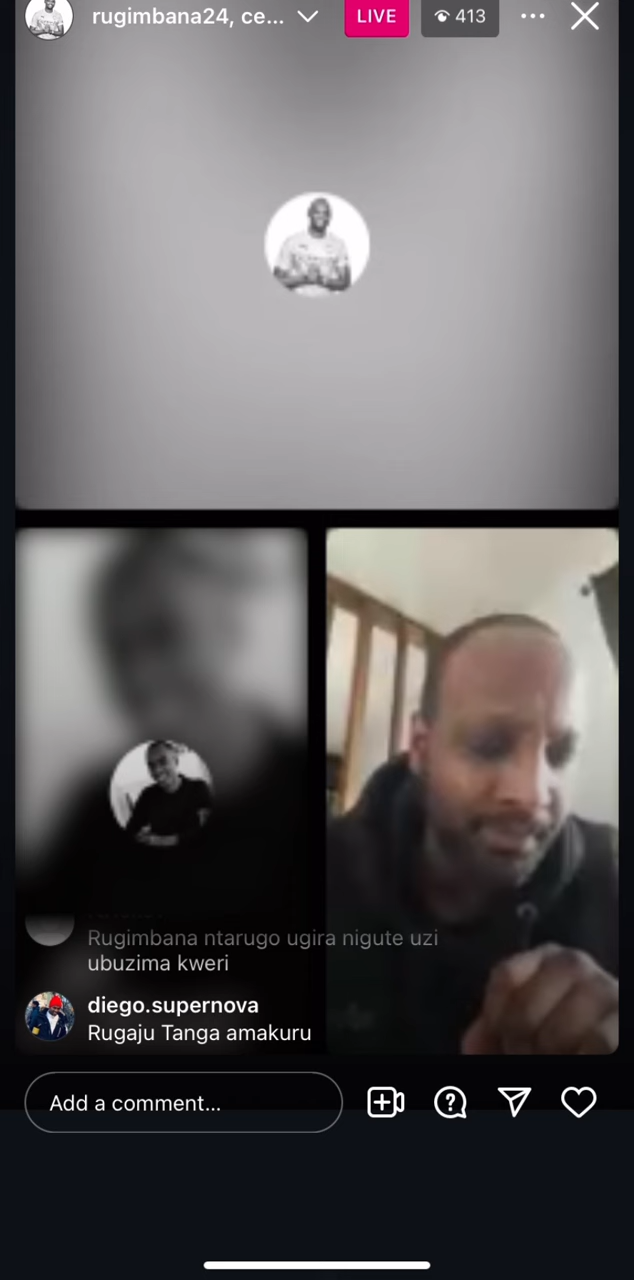 rugimbana24, ce...
LIVE
413
Rugimbana ntarugo ugira nigute uzi
ubuzima kweri
diego.supernova
Rugaju Tanga amakuru
Add a comment...